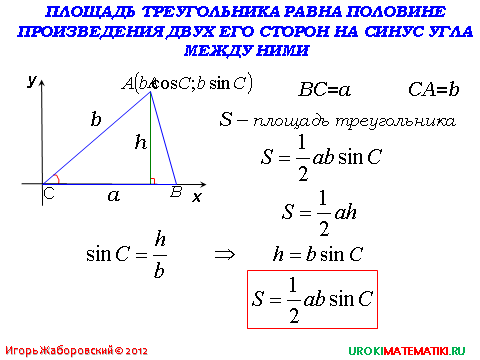 ПЛОЩАДЬ ТРЕУГОЛЬНИКА РАВНА ПОЛОВИНЕ
ПРОИЗВЕДЕНИЯ ДВУХ ЕГО СТОРОН НА СИНУС УГЛА
МЕЖДУ НИМИ
y
A(b cosC; b sin C)
A
b
h
C
a
B
x
BC=a CA=b
S – площадь треугольника
S = 1/2 ab sin C
S = 1/2 ah
sin C = h/b ⇒ h = b sin C
S = 1/2 ab sin C
Игорь Жаборовский © 2012
UROKIMATEMATIKI.RU